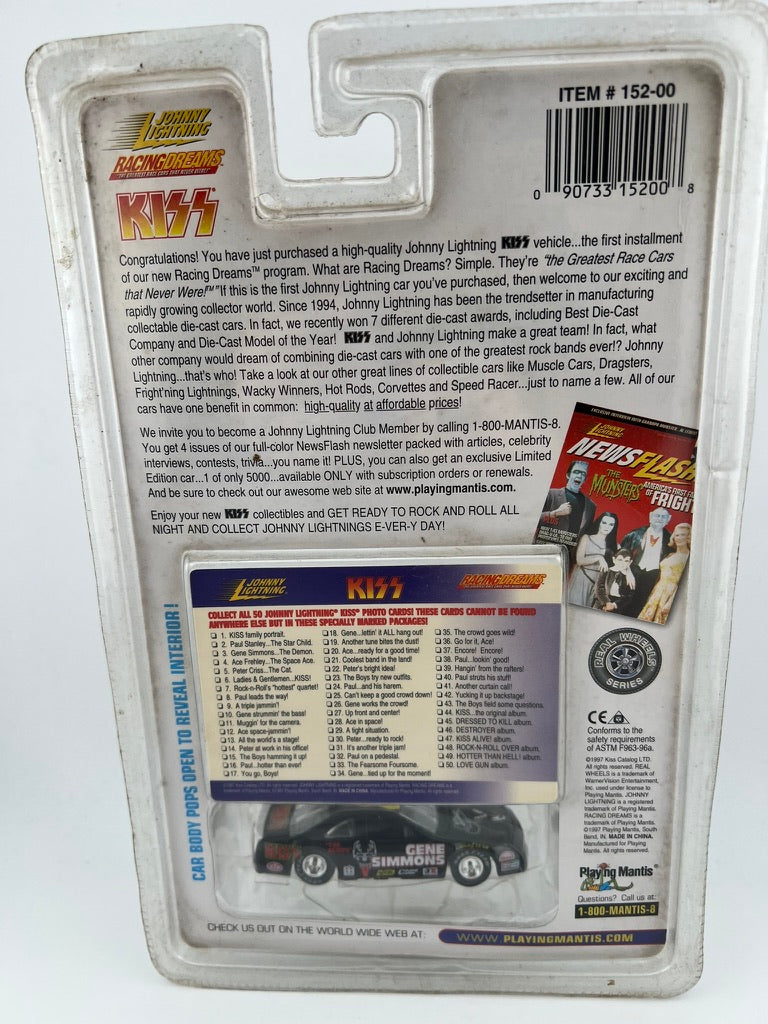 JOHNNY LIGHTNING
RACING DREAMS
"THE GREATEST RACE CARS THAT NEVER WERE!"
KISS
ITEM # 152-00
0 90733 15200 8
Congratulations! You have just purchased a high-quality Johnny Lightning KISS vehicle...the first installment
of our new Racing Dreams™ program. What are Racing Dreams? Simple. They're "the Greatest Race Cars
that Never Were!™" If this is the first Johnny Lightning car you've purchased, then welcome to our exciting and
rapidly growing collector world. Since 1994, Johnny Lightning has been the trendsetter in manufacturing
collectable die-cast cars. In fact, we recently won 7 different die-cast awards, including Best Die-Cast
Company and Die-Cast Model of the Year! KISS and Johnny Lightning make a great team! In fact, what
other company would dream of combining die-cast cars with one of the greatest rock bands ever!? Johnny
Lightning...that's who! Take a look at our other great lines of collectible cars like Muscle Cars, Dragsters,
Fright'ning Lightnings, Wacky Winners, Hot Rods, Corvettes and Speed Racer...just to name a few. All of our
cars have one benefit in common: high-quality at affordable prices!
We invite you to become a Johnny Lightning Club Member by calling 1-800-MANTIS-8.
You get 4 issues of our full-color NewsFlash newsletter packed with articles, celebrity
interviews, contests, trivia...you name it! PLUS, you can also get an exclusive Limited
Edition car...1 of only 5000...available ONLY with subscription orders or renewals.
And be sure to check out our awesome web site at www.playingmantis.com.
Enjoy your new KISS collectibles and GET READY TO ROCK AND ROLL ALL
NIGHT AND COLLECT JOHNNY LIGHTNINGS E-VER-Y DAY!
JOHNNY LIGHTNING
NEWSFLASH
THE MUNSTERS
AMERICA'S FIRST
OF FRIGHT
CAR BODY POPS OPEN TO REVEAL INTERIOR!
JOHNNY LIGHTNING
KISS
RACING DREAMS
COLLECT ALL 50 JOHNNY LIGHTNING® KISS® PHOTO CARDS! THESE CARDS CANNOT BE FOUND
ANYWHERE ELSE BUT IN THESE SPECIALLY MARKED PACKAGES!
1. KISS family portrait.
2. Paul Stanley...The Star Child.
3. Gene Simmons...The Demon.
4. Ace Frehley...The Space Ace.
5. Peter Criss...The Cat.
6. Ladies & Gentlemen...KISS!
7. Rock-n-Roll's "hottest" quartet!
8. Paul leads the way!
9. A triple jammin'!
10. Gene strummin' the bass!
11. Muggin' for the camera.
12. Ace space-jammin'!
13. All the world's a stage!
14. Peter at work in his office!
15. The Boys hamming it up!
16. Paul...hotter than ever!
17. You go, Boys!
18. Gene...lettin' it ALL hang out!
19. Another tune bites the dust!
20. Ace...ready for a good time!
21. Coolest band in the land!
22. Peter's bright idea!
23. The Boys try new outfits.
24. Paul...and his harem.
25. Can't keep a good crowd down!
26. Gene works the crowd!
27. Up front and center!
28. Ace in space!
29. A tight situation.
30. Peter...ready to rock!
31. It's another triple jam!
32. Paul on a pedestal.
33. The Fearsome Foursome.
34. Gene...tied up for the moment!
35. The crowd goes wild!
36. Go for it, Ace!
37. Encore! Encore!
38. Paul...lookin' good!
39. Hangin' from the rafters!
40. Paul struts his stuff!
41. Another curtain call!
42. Yucking it up backstage!
43. The Boys field some questions.
44. KISS...the original album.
45. DRESSED TO KILL album.
46. DESTROYER album.
47. KISS ALIVE! album.
48. ROCK-N-ROLL OVER album.
49. HOTTER THAN HELL! album.
50. LOVE GUN album.
GENE
SIMMONS
REAL WHEELS
SERIES
CE
Conforms to the
safety requirements
of ASTM F963-96a.
©1997 Kiss Catalog LTD.
All rights reserved. REAL
WHEELS is a trademark of
WarnerVision Entertainment,
Inc. used under license to
Playing Mantis. JOHNNY
LIGHTNING is a registered
trademark of Playing Mantis.
RACING DREAMS is a
trademark of Playing Mantis.
©1997 Playing Mantis, South
Bend, IN. MADE IN CHINA.
Manufactured for Playing
Mantis. All rights reserved.
Playing Mantis
Questions? Call us at:
1-800-MANTIS-8
CHECK US OUT ON THE WORLD WIDE WEB AT:
WWW.PLAYINGMANTIS.COM